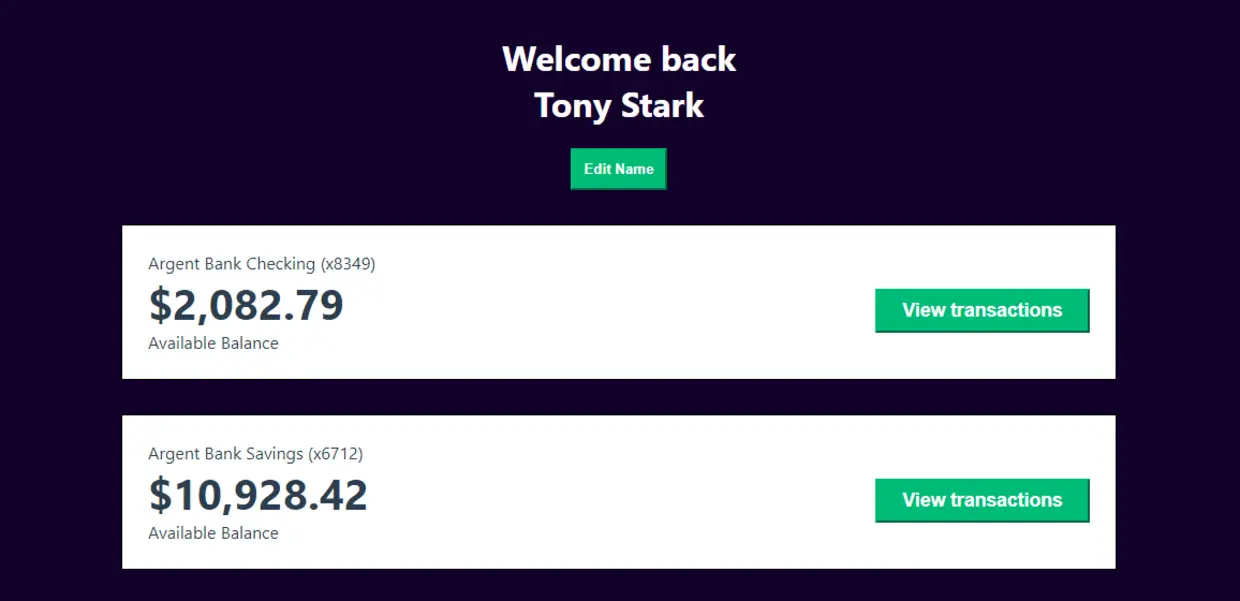 Welcome back
Tony Stark
Edit Name
Argent Bank Checking (x8349)
$2,082.79
Available Balance
View transactions
Argent Bank Savings (x6712)
$10,928.42
Available Balance
View transactions